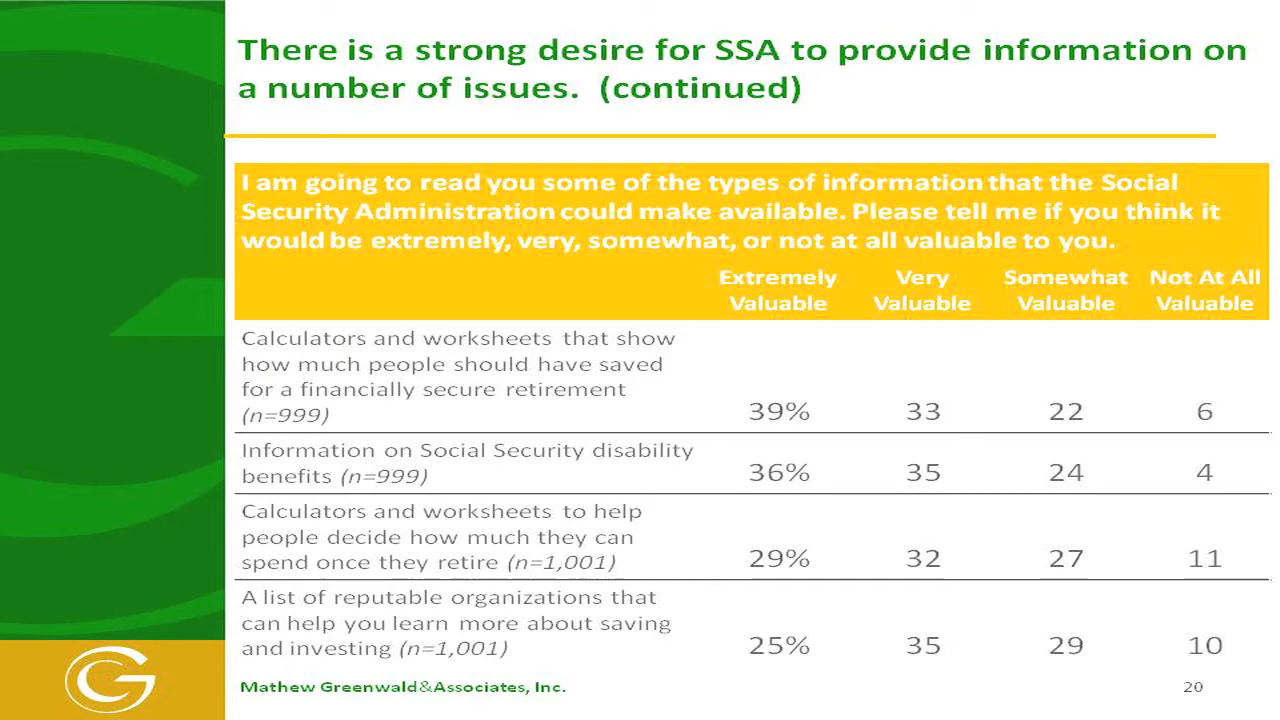 There is a strong desire for SSA to provide information on
a number of issues.  (continued)
I am going to read you some of the types of information that the Social
Security Administration could make available. Please tell me if you think it
would be extremely, very, somewhat, or not at all valuable to you.
Extremely Very Somewhat Not At All
Valuable Valuable Valuable Valuable
Calculators and worksheets that show
how much people should have saved
for a financially secure retirement
(n=999) 39% 33 22 6
Information on Social Security disability
benefits (n=999) 36% 35 24 4
Calculators and worksheets to help
people decide how much they can
spend once they retire (n=1,001) 29% 32 27 11
A list of reputable organizations that
can help you learn more about saving
and investing (n=1,001) 25% 35 29 10
Mathew Greenwald&Associates, Inc. 20